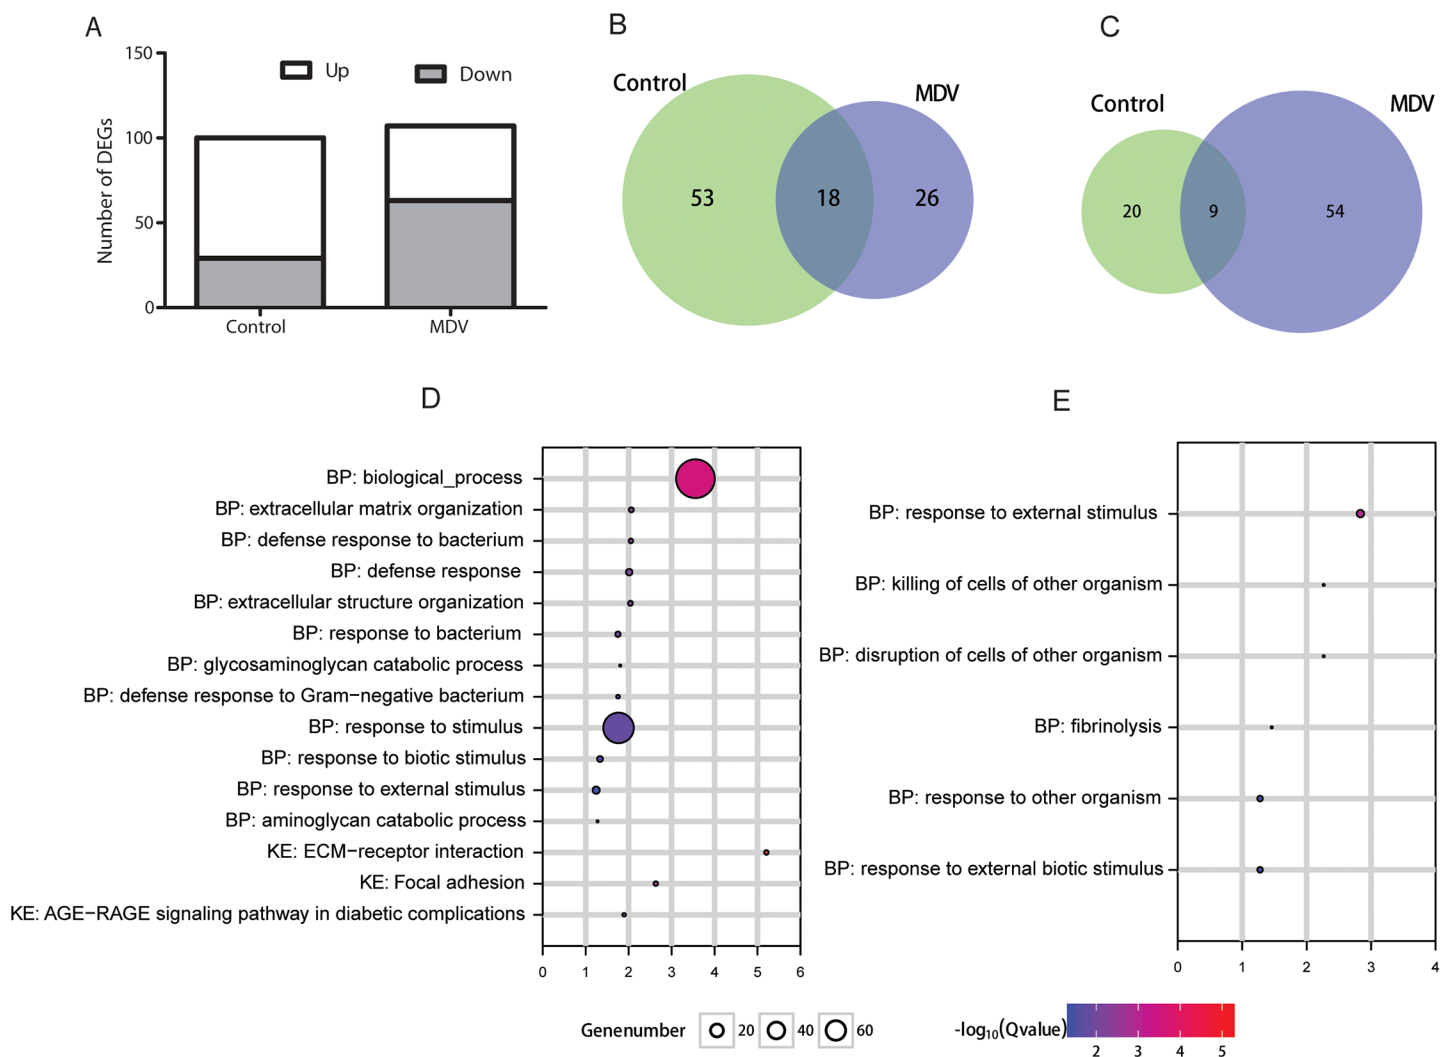 A
150
100
50
0
Number of DEGs
Up
Down
Control
MDV
B
Control
MDV
53
18
26
C
Control
MDV
20
9
54
D
BP: biological_process
BP: extracellular matrix organization
BP: defense response to bacterium
BP: defense response
BP: extracellular structure organization
BP: response to bacterium
BP: glycosaminoglycan catabolic process
BP: defense response to Gram−negative bacterium
BP: response to stimulus
BP: response to biotic stimulus
BP: response to external stimulus
BP: aminoglycan catabolic process
KE: ECM−receptor interaction
KE: Focal adhesion
KE: AGE−RAGE signaling pathway in diabetic complications
0 1 2 3 4 5 6
E
BP: response to external stimulus
BP: killing of cells of other organism
BP: disruption of cells of other organism
BP: fibrinolysis
BP: response to other organism
BP: response to external biotic stimulus
0 1 2 3 4
Genenumber 20 40 60
-log₁₀(Qvalue)
2 3 4 5